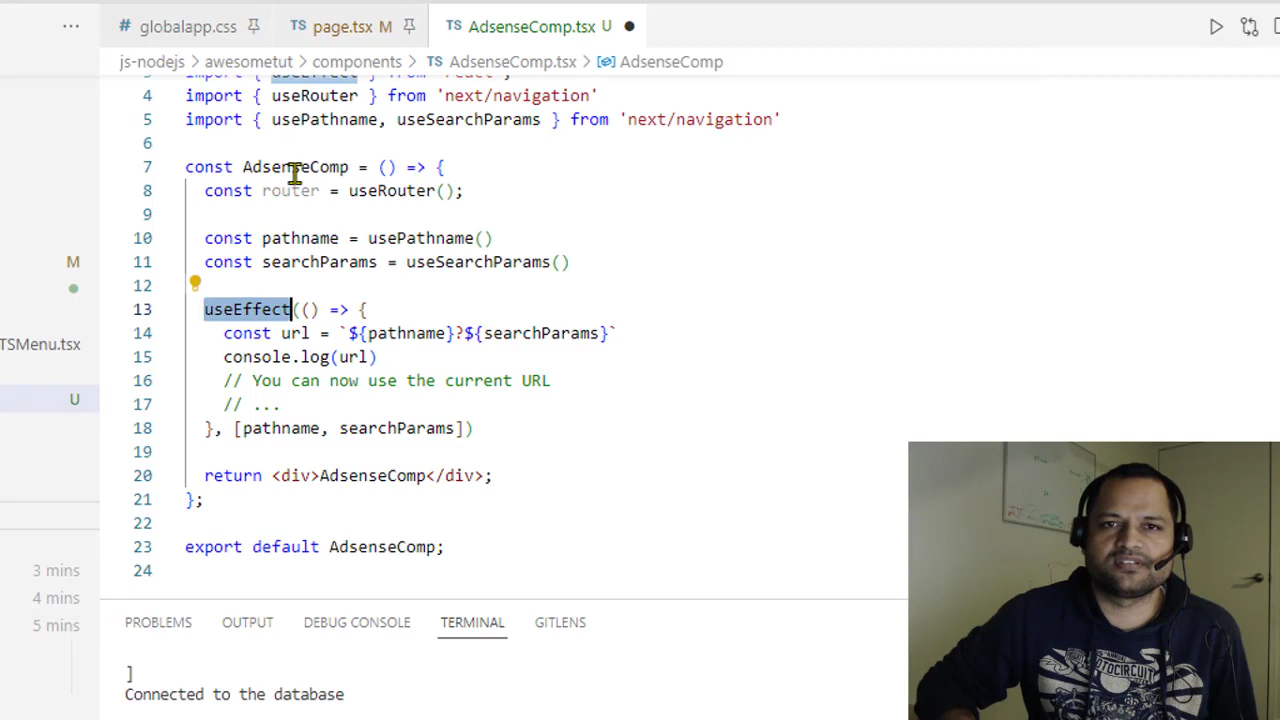 ... # globalapp.css TS page.tsx M TS AdsenseComp.tsx U
js-nodejs > awesometut > components > TS AdsenseComp.tsx > AdsenseComp
3 import { useEffect } from 'react';
4 import { useRouter } from 'next/navigation'
5 import { usePathname, useSearchParams } from 'next/navigation'
6
7 const AdsenseComp = () => {
8 const router = useRouter();
9
10 const pathname = usePathname()
11 const searchParams = useSearchParams()
12
13 useEffect(() => {
14 const url = `${pathname}?${searchParams}`
15 console.log(url)
16 // You can now use the current URL
17 // ...
18 }, [pathname, searchParams])
19
20 return <div>AdsenseComp</div>;
21 };
22
23 export default AdsenseComp;
24
M
TSMenu.tsx
U
3 mins
4 mins
5 mins
PROBLEMS OUTPUT DEBUG CONSOLE TERMINAL GITLENS
]
Connected to the database